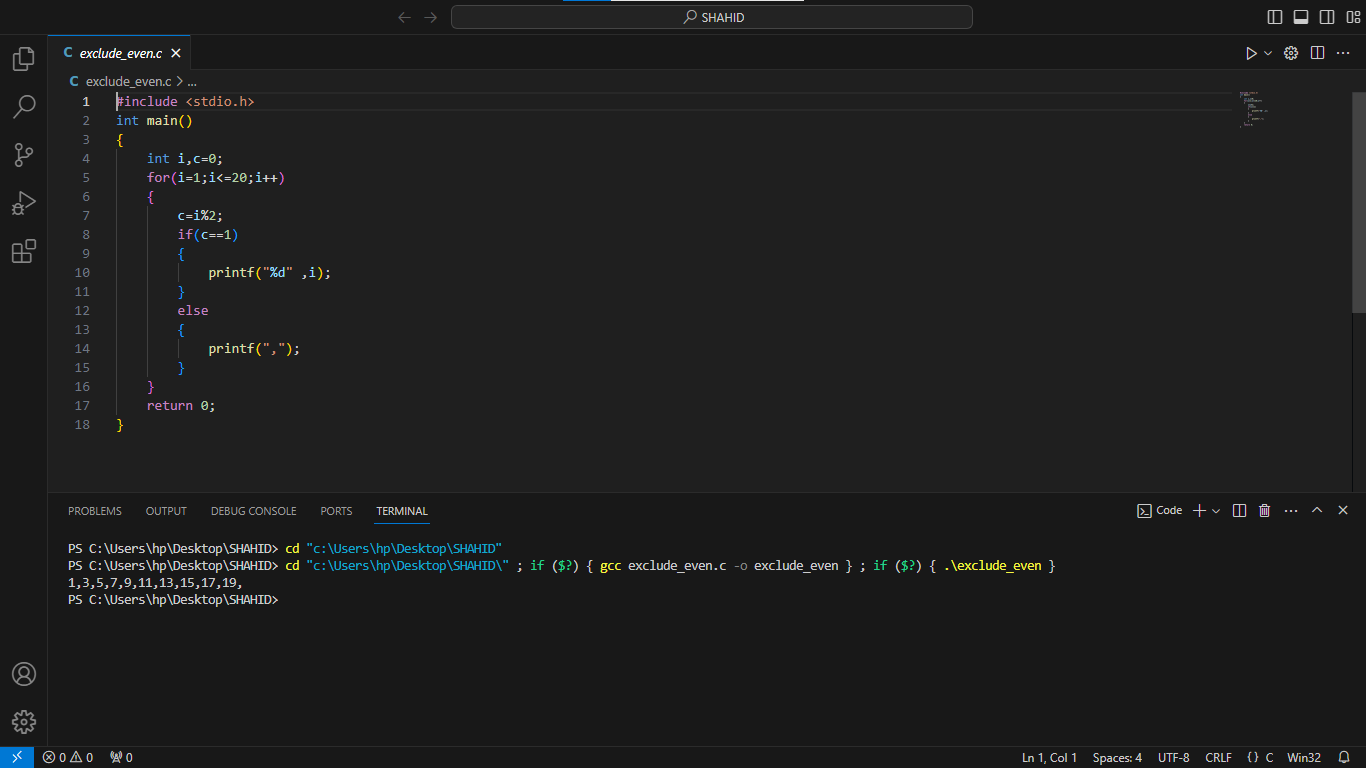 SHAHID
exclude_even.c
exclude_even.c > ...
1 #include <stdio.h>
2 int main()
3 {
4     int i,c=0;
5     for(i=1;i<=20;i++)
6     {
7         c=i%2;
8         if(c==1)
9         {
10             printf("%d" ,i);
11         }
12         else
13         {
14             printf(",");
15         }
16     }
17     return 0;
18 }
PROBLEMS OUTPUT DEBUG CONSOLE PORTS TERMINAL Code
PS C:\Users\hp\Desktop\SHAHID> cd "c:\Users\hp\Desktop\SHAHID"
PS C:\Users\hp\Desktop\SHAHID> cd "c:\Users\hp\Desktop\SHAHID\" ; if ($?) { gcc exclude_even.c -o exclude_even } ; if ($?) { .\exclude_even }
1,3,5,7,9,11,13,15,17,19,
PS C:\Users\hp\Desktop\SHAHID>
0 0 0 Ln 1, Col 1 Spaces: 4 UTF-8 CRLF {} C Win32